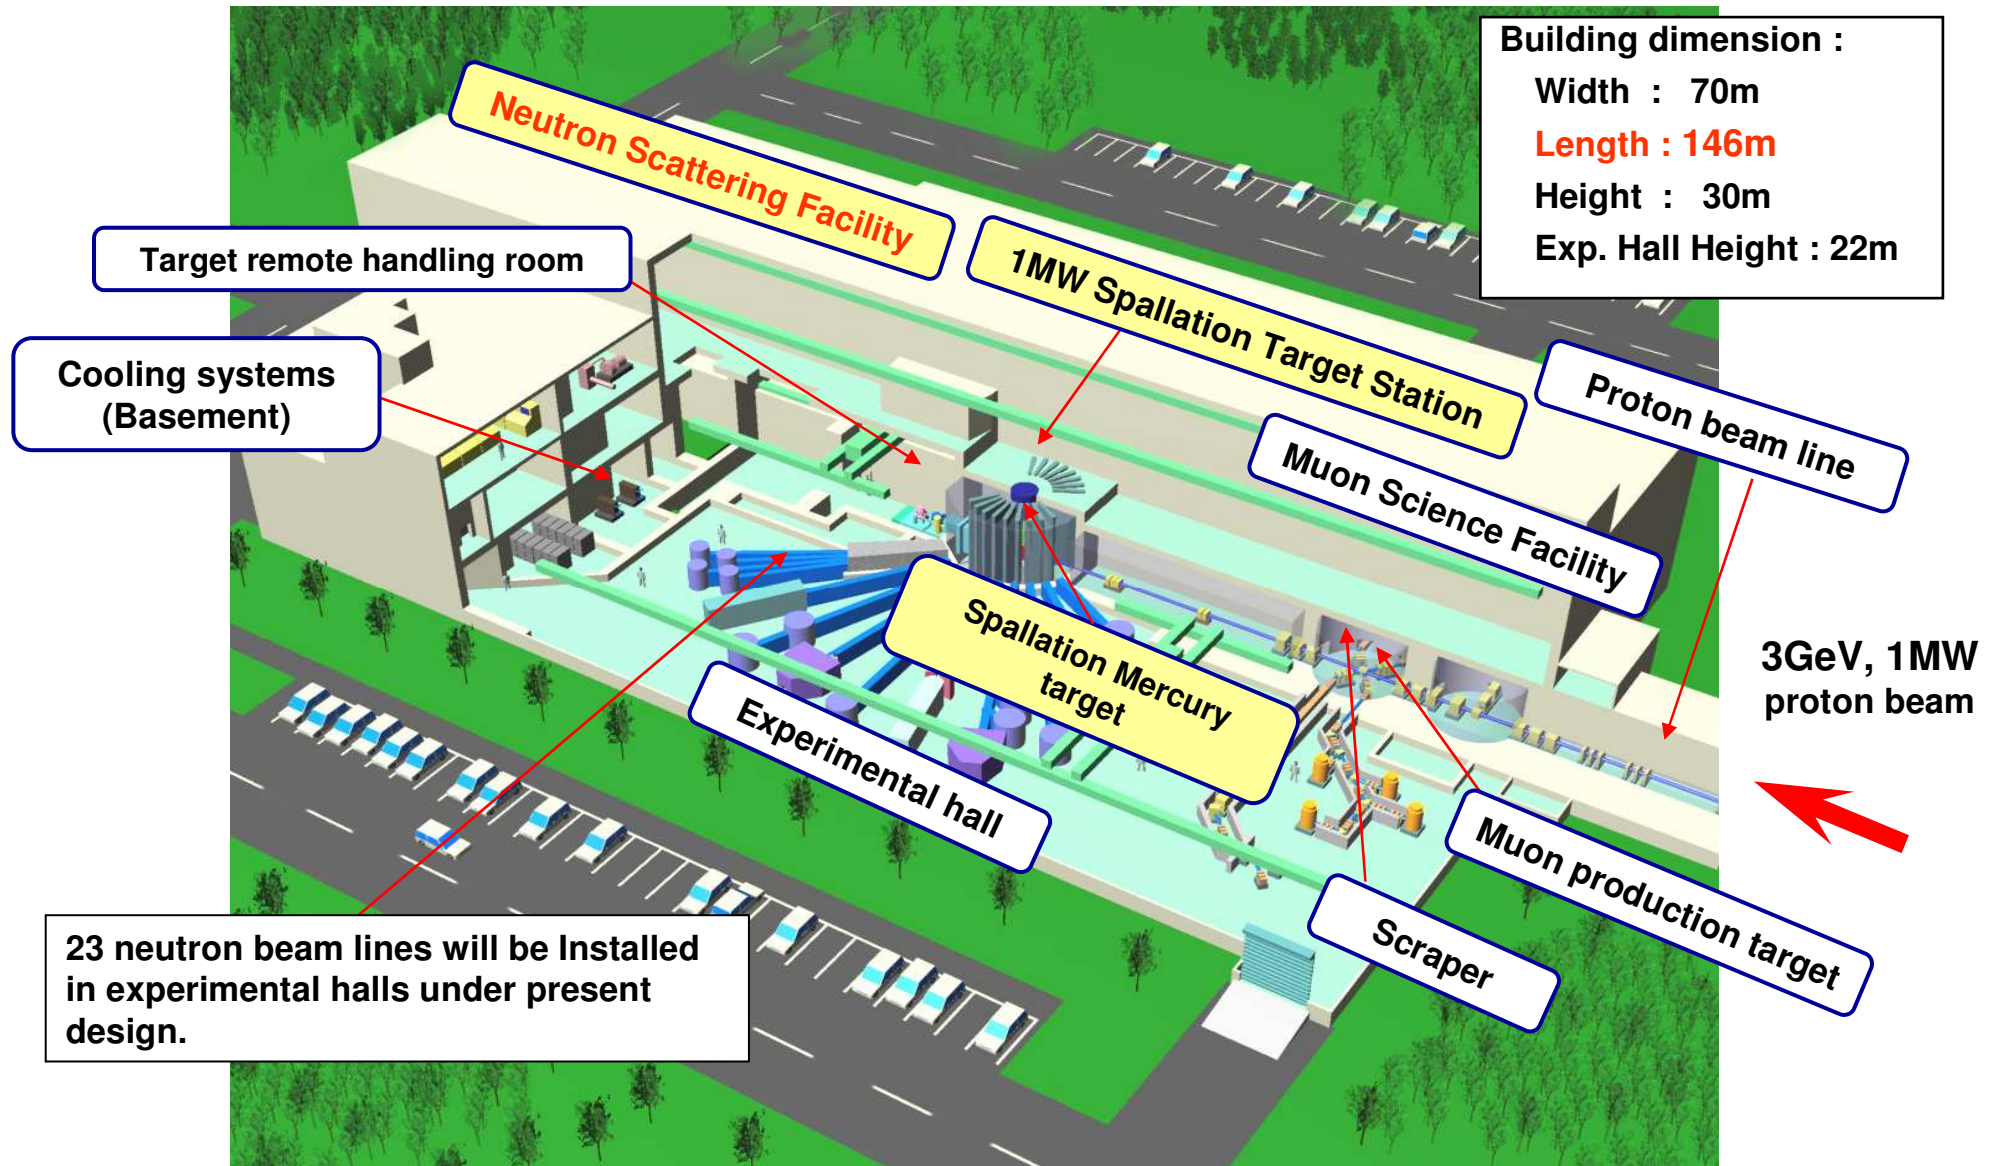 Building dimension :
Width : 70m
Length : 146m
Height : 30m
Exp. Hall Height : 22m
Neutron Scattering Facility
Target remote handling room
1MW Spallation Target Station
Cooling systems
(Basement)
Proton beam line
Muon Science Facility
Spallation Mercury
target
3GeV, 1MW
proton beam
Experimental hall
Muon production target
Scraper
23 neutron beam lines will be Installed
in experimental halls under present
design.